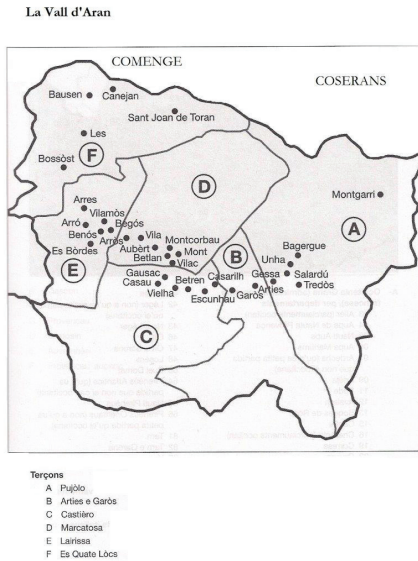 La Vall d'Aran
COMENGE
COSERANS
Bausen
Canejan
Sant Joan de Toran
Les
F
Bossòst
D
Montgarri
A
Arres
Vilamòs
Arró
Begós
Benós
Arròs
Vila
Es Bòrdes
Aubèrt
Montcorbau
Betlan
Mont
Vilac
B
Bagergue
Unha
E
Gausac
Casau
Betren
Casarilh
Gessa
Salardú
Vielha
Escunhau
Garòs
Arties
Tredòs
C
Terçons
A Pujòlo
B Arties e Garòs
C Castièro
D Marcatosa
E Lairissa
F Es Quate Lòcs